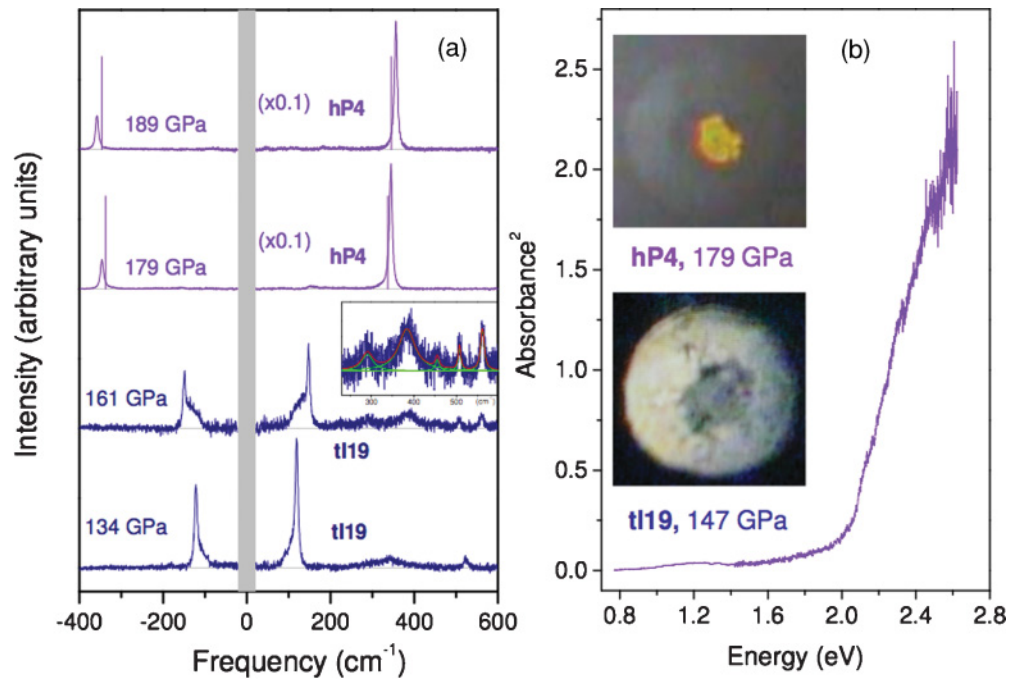 (a)
189 GPa
(x0.1)
hP4
179 GPa
(x0.1)
hP4
300 400 500 (cm⁻¹)
161 GPa
tI19
134 GPa
tI19
-400 -200 0 200 400 600
Frequency (cm⁻¹)
Intensity (arbitrary units)
(b)
2.5
2.0
1.5
1.0
0.5
0.0
Absorbance²
hP4, 179 GPa
tI19, 147 GPa
0.8 1.2 1.6 2.0 2.4 2.8
Energy (eV)